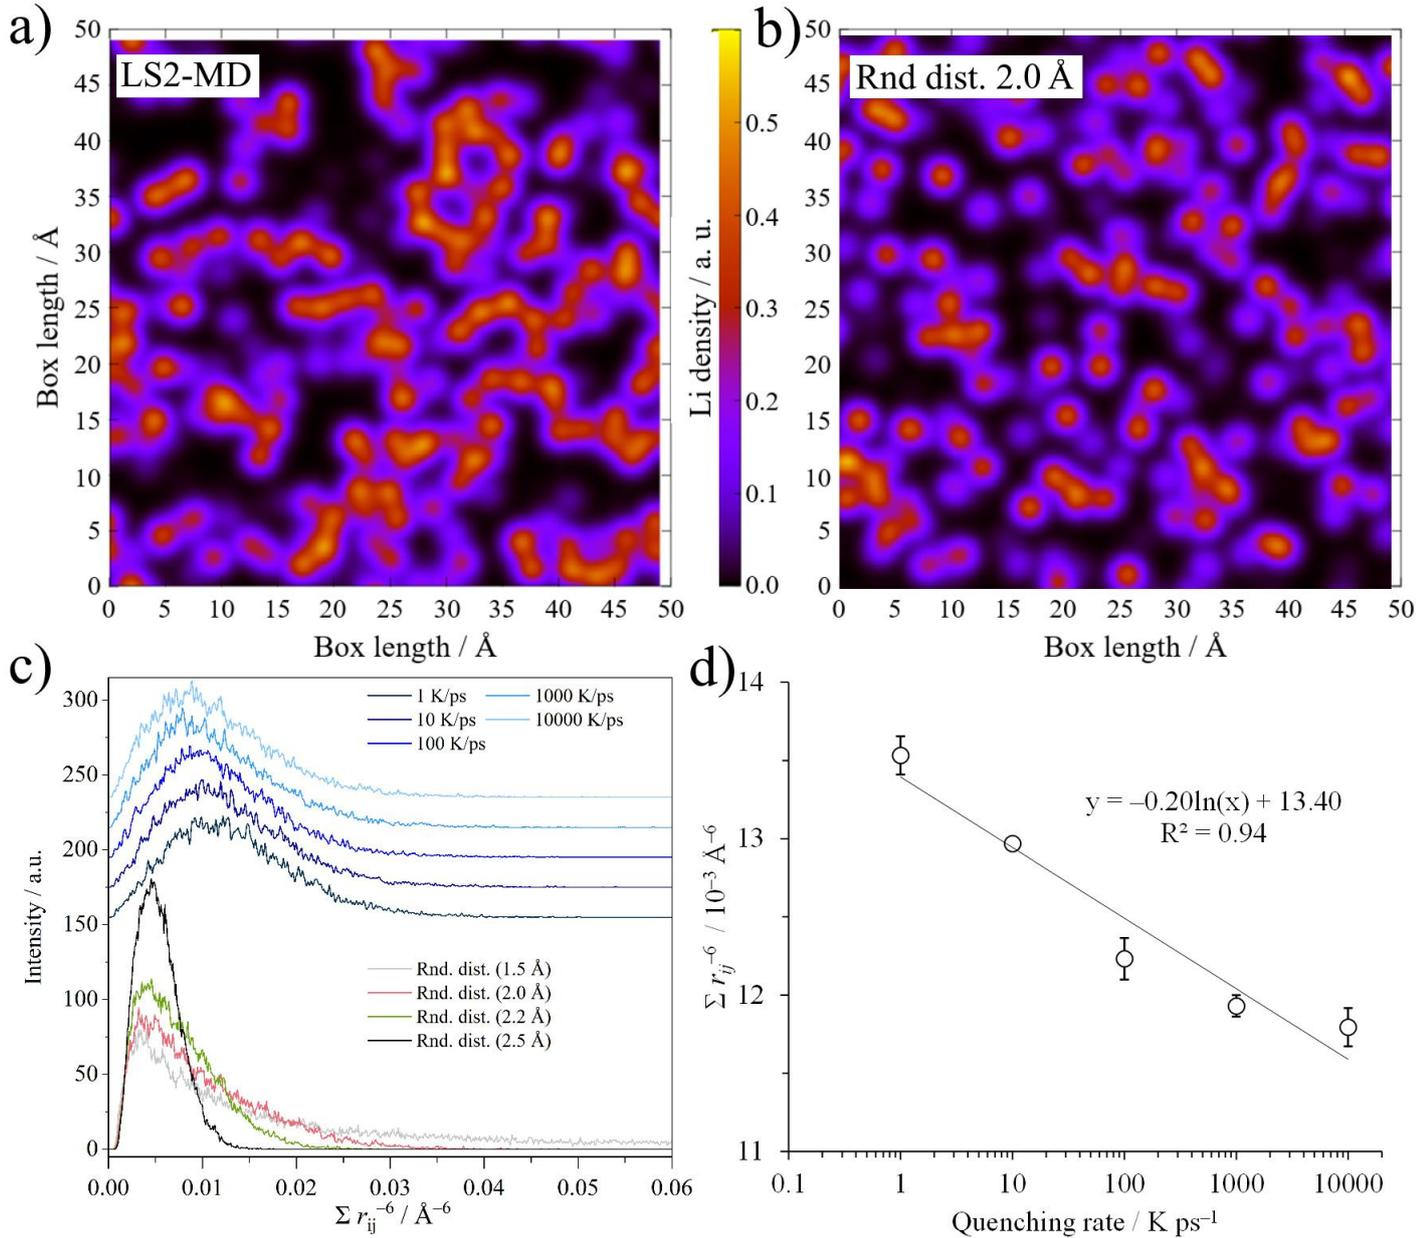 a)
LS2-MD
50
45
40
35
30
25
20
15
10
5
0
Box length / Å
0 5 10 15 20 25 30 35 40 45 50
Box length / Å
0.5
0.4
0.3
0.2
0.1
0.0
Li density / a. u.
b)
Rnd dist. 2.0 Å
50
45
40
35
30
25
20
15
10
5
0
0 5 10 15 20 25 30 35 40 45 50
Box length / Å
c)
300
250
200
150
100
50
0
Intensity / a.u.
1 K/ps 1000 K/ps
10 K/ps 10000 K/ps
100 K/ps
Rnd. dist. (1.5 Å)
Rnd. dist. (2.0 Å)
Rnd. dist. (2.2 Å)
Rnd. dist. (2.5 Å)
0.00 0.01 0.02 0.03 0.04 0.05 0.06
Σ rij⁻⁶ / Å⁻⁶
d)
14
13
12
11
Σ rij⁻⁶ / 10⁻³ Å⁻⁶
y = –0.20ln(x) + 13.40
R² = 0.94
0.1 1 10 100 1000 10000
Quenching rate / K ps⁻¹